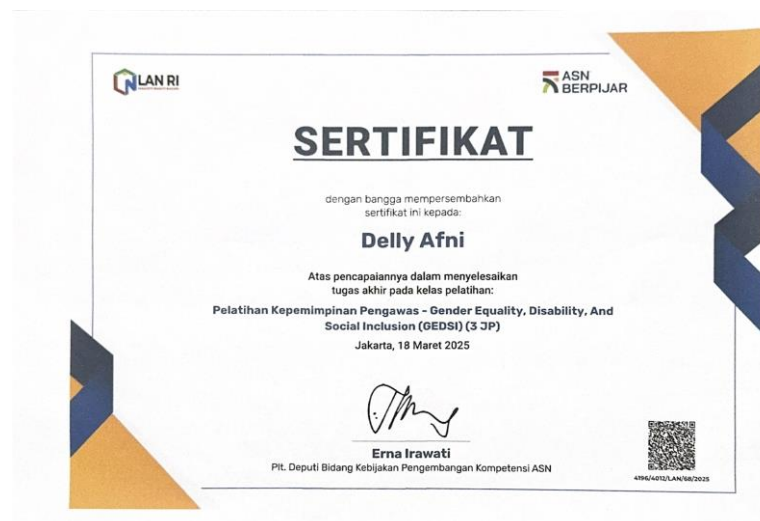 LAN RI
ASN
BERPIJAR
SERTIFIKAT
dengan bangga mempersembahkan
sertifikat ini kepada:
Delly Afni
Atas pencapaiannya dalam menyelesaikan
tugas akhir pada kelas pelatihan:
Pelatihan Kepemimpinan Pengawas - Gender Equality, Disability, And
Social Inclusion (GEDSI) (3 JP)
Jakarta, 18 Maret 2025
Erna Irawati
Plt. Deputi Bidang Kebijakan Pengembangan Kompetensi ASN
4196/4012/LAN/68/2025